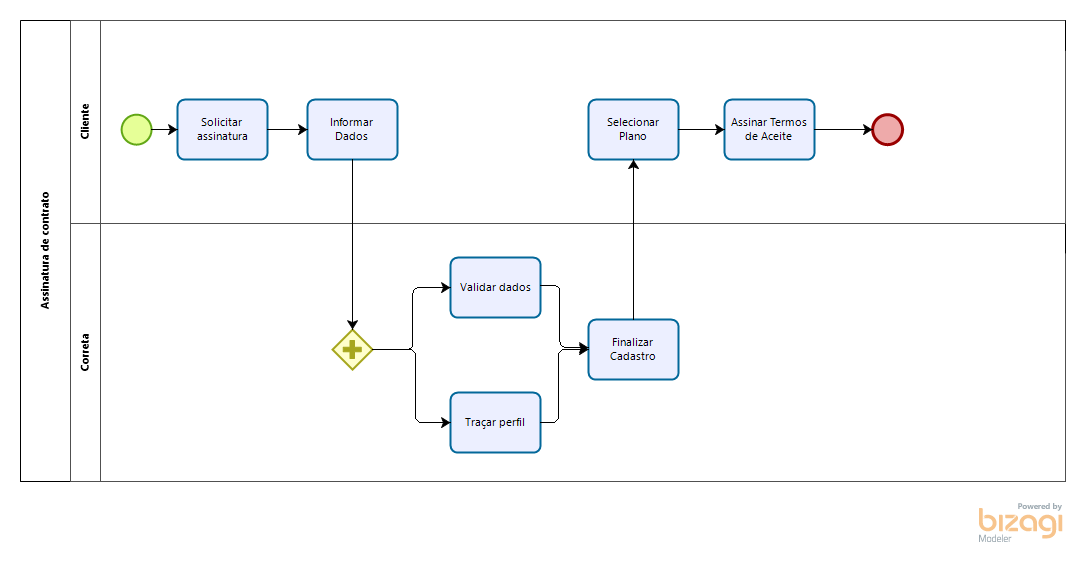 Assinatura de contrato
Cliente
Solicitar
assinatura
Informar
Dados
Selecionar
Plano
Assinar Termos
de Aceite
Correta
Validar dados
Traçar perfil
Finalizar
Cadastro
Powered by
bizagi
Modeler